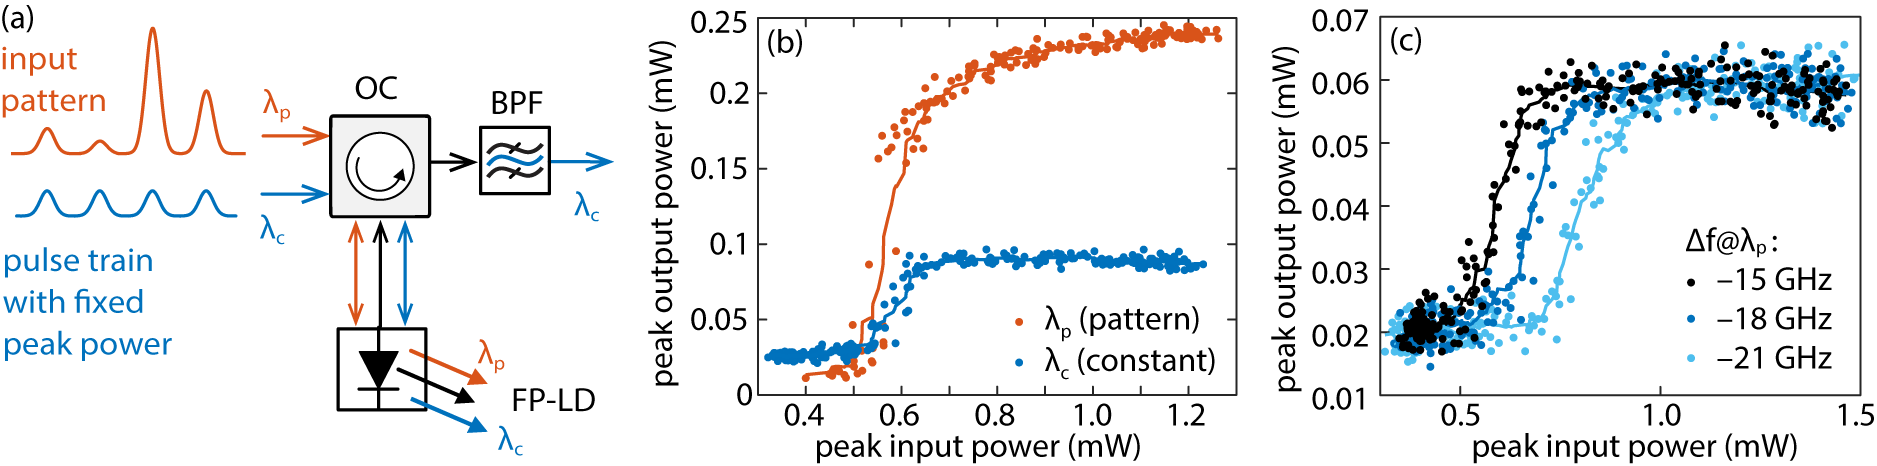 (a)
input
pattern
λp
λc
pulse train
with fixed
peak power
OC
BPF
λc
λp
FP-LD
λc
(b)
peak output power (mW)
0.25
0.2
0.15
0.1
0.05
0
λp (pattern)
λc (constant)
0.4 0.6 0.8 1.0 1.2
peak input power (mW)
(c)
peak output power (mW)
0.07
0.06
0.05
0.04
0.03
0.02
0.01
Δf@λp:
−15 GHz
−18 GHz
−21 GHz
0.5 1.0 1.5
peak input power (mW)